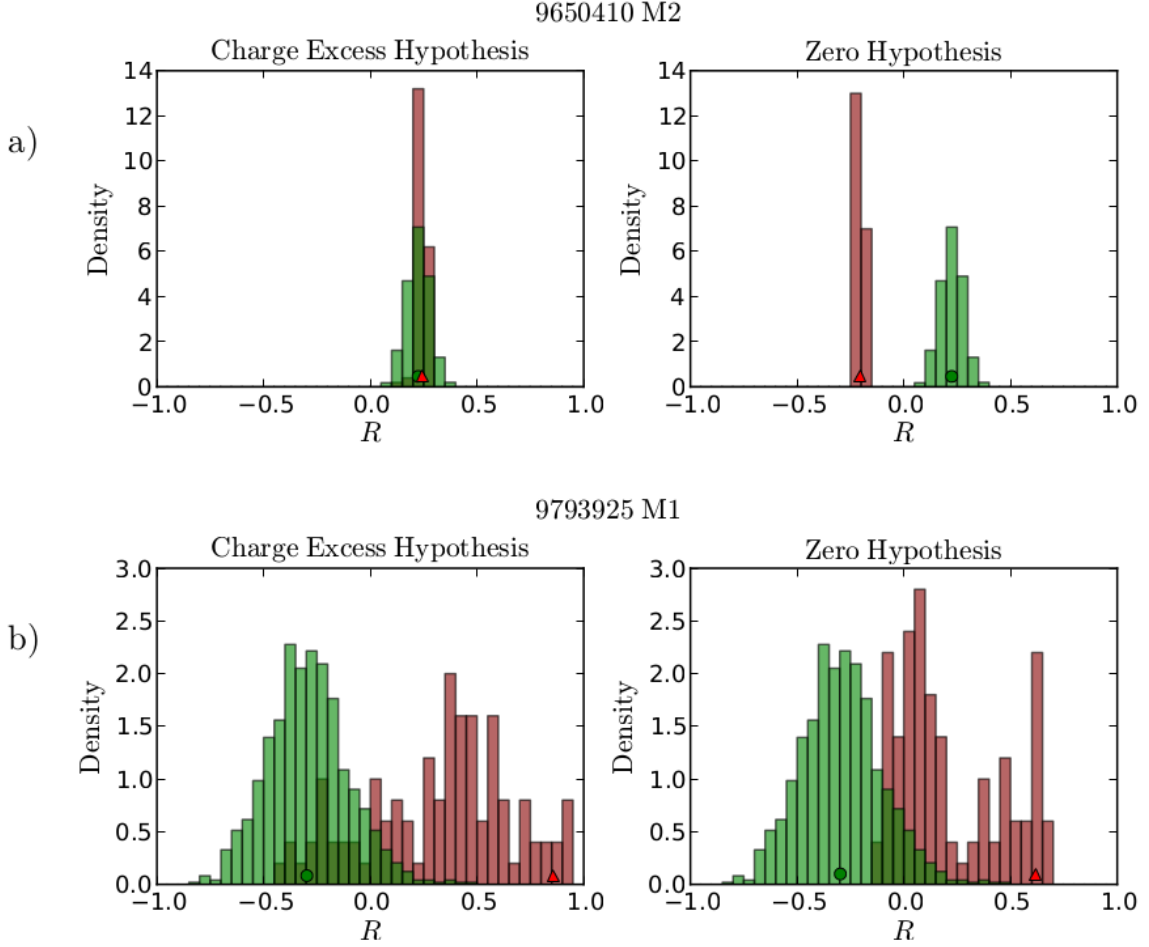 9650410 M2
a)
Charge Excess Hypothesis
Zero Hypothesis
14
12
10
8
6
4
2
0
Density
−1.0 −0.5 0.0 0.5 1.0
R
14
12
10
8
6
4
2
0
Density
−1.0 −0.5 0.0 0.5 1.0
R
9793925 M1
b)
Charge Excess Hypothesis
Zero Hypothesis
3.0
2.5
2.0
1.5
1.0
0.5
0.0
Density
−1.0 −0.5 0.0 0.5 1.0
R
3.0
2.5
2.0
1.5
1.0
0.5
0.0
Density
−1.0 −0.5 0.0 0.5 1.0
R